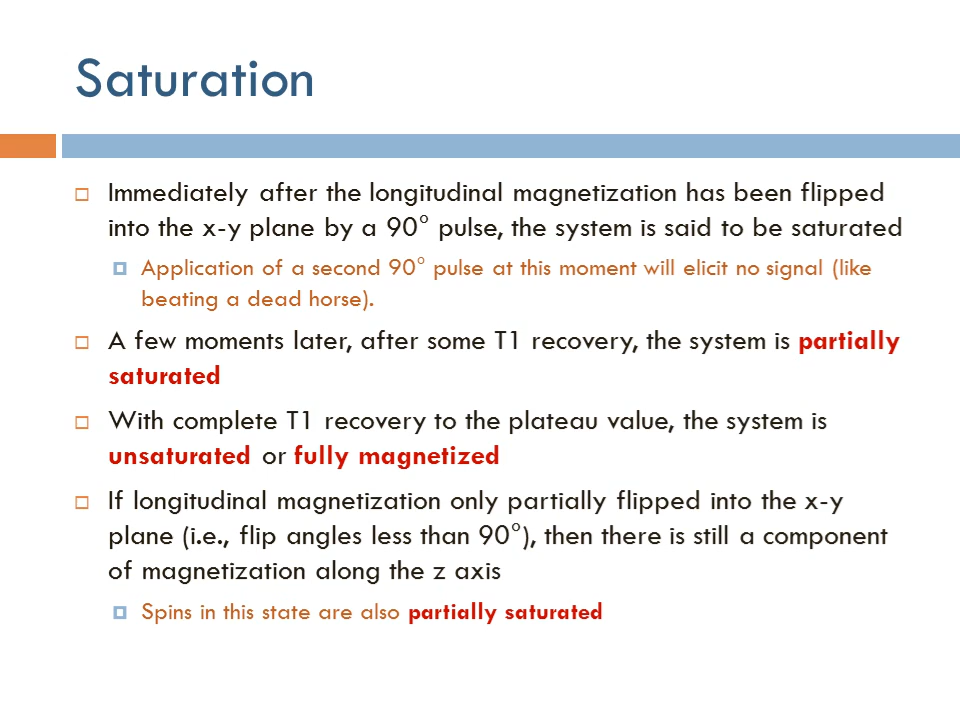 Saturation
Immediately after the longitudinal magnetization has been flipped
into the x-y plane by a 90° pulse, the system is said to be saturated
Application of a second 90° pulse at this moment will elicit no signal (like
beating a dead horse).
A few moments later, after some T1 recovery, the system is partially
saturated
With complete T1 recovery to the plateau value, the system is
unsaturated or fully magnetized
If longitudinal magnetization only partially flipped into the x-y
plane (i.e., flip angles less than 90°), then there is still a component
of magnetization along the z axis
Spins in this state are also partially saturated